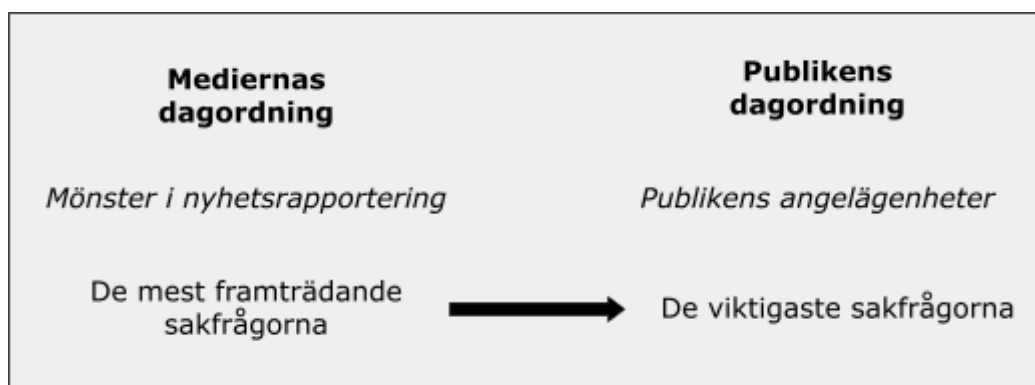 Mediernas
dagordning
Publikens
dagordning
Mönster i nyhetsrapportering
Publikens angelägenheter
De mest framträdande
sakfrågorna
De viktigaste sakfrågorna